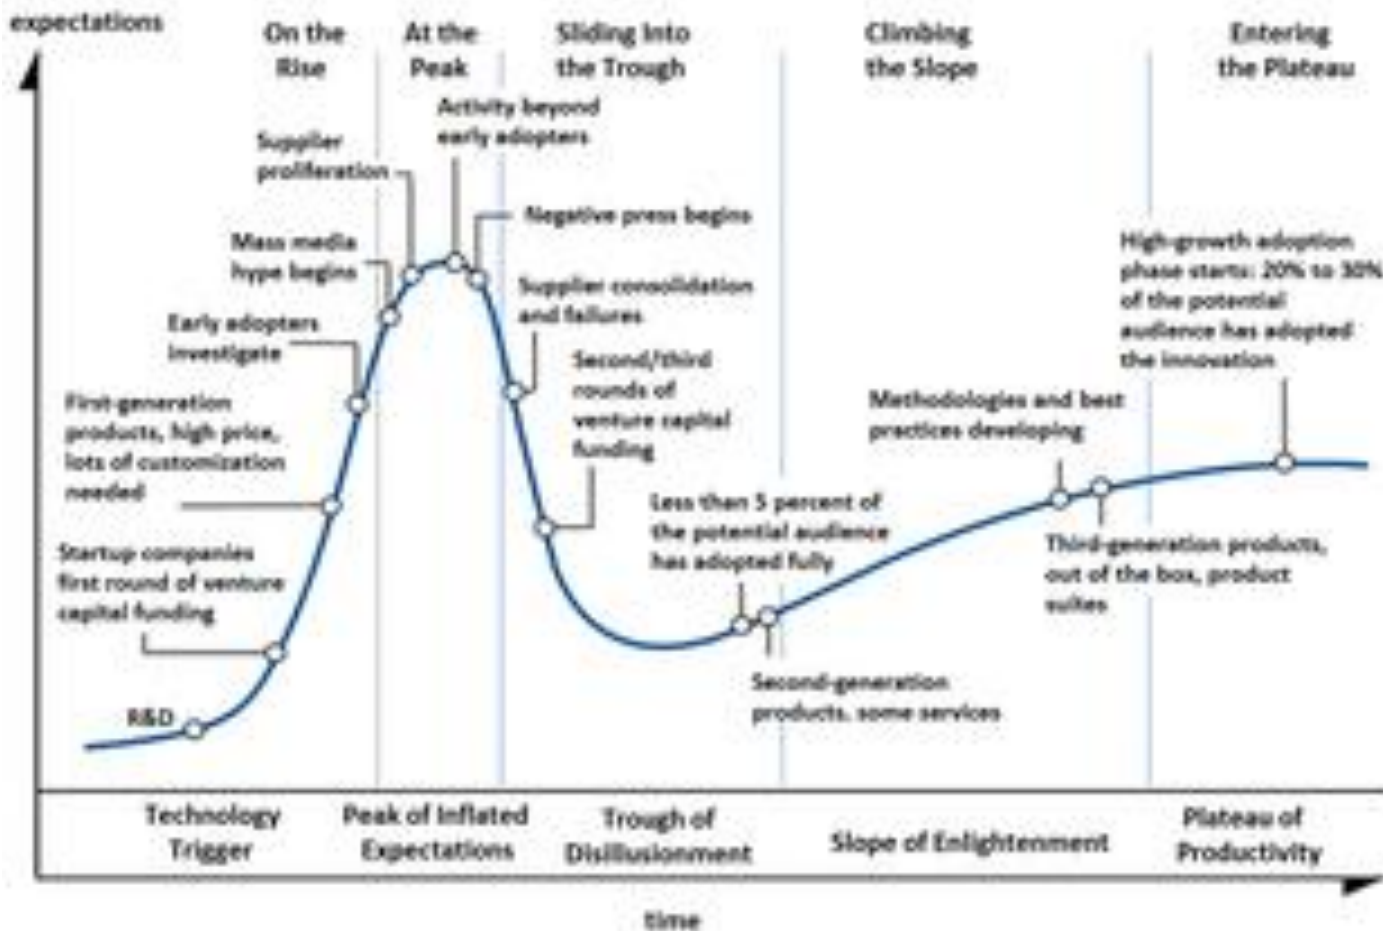 expectations
On the
Rise
At the
Peak
Sliding Into
the Trough
Climbing
the Slope
Entering
the Plateau
Activity beyond
early adopters
Supplier
proliferation
Negative press begins
Mass media
hype begins
Supplier consolidation
and failures
Early adopters
investigate
Second/third
rounds of
venture capital
funding
First-generation
products, high price,
lots of customization
needed
Startup companies
first round of venture
capital funding
R&D
Less than 5 percent of
the potential audience
has adopted fully
Second-generation
products, some services
Methodologies and best
practices developing
Third-generation products,
out of the box, product
suites
High-growth adoption
phase starts: 20% to 30%
of the potential
audience has adopted
the innovation
Technology
Trigger
Peak of Inflated
Expectations
Trough of
Disillusionment
Slope of Enlightenment
Plateau of
Productivity
time